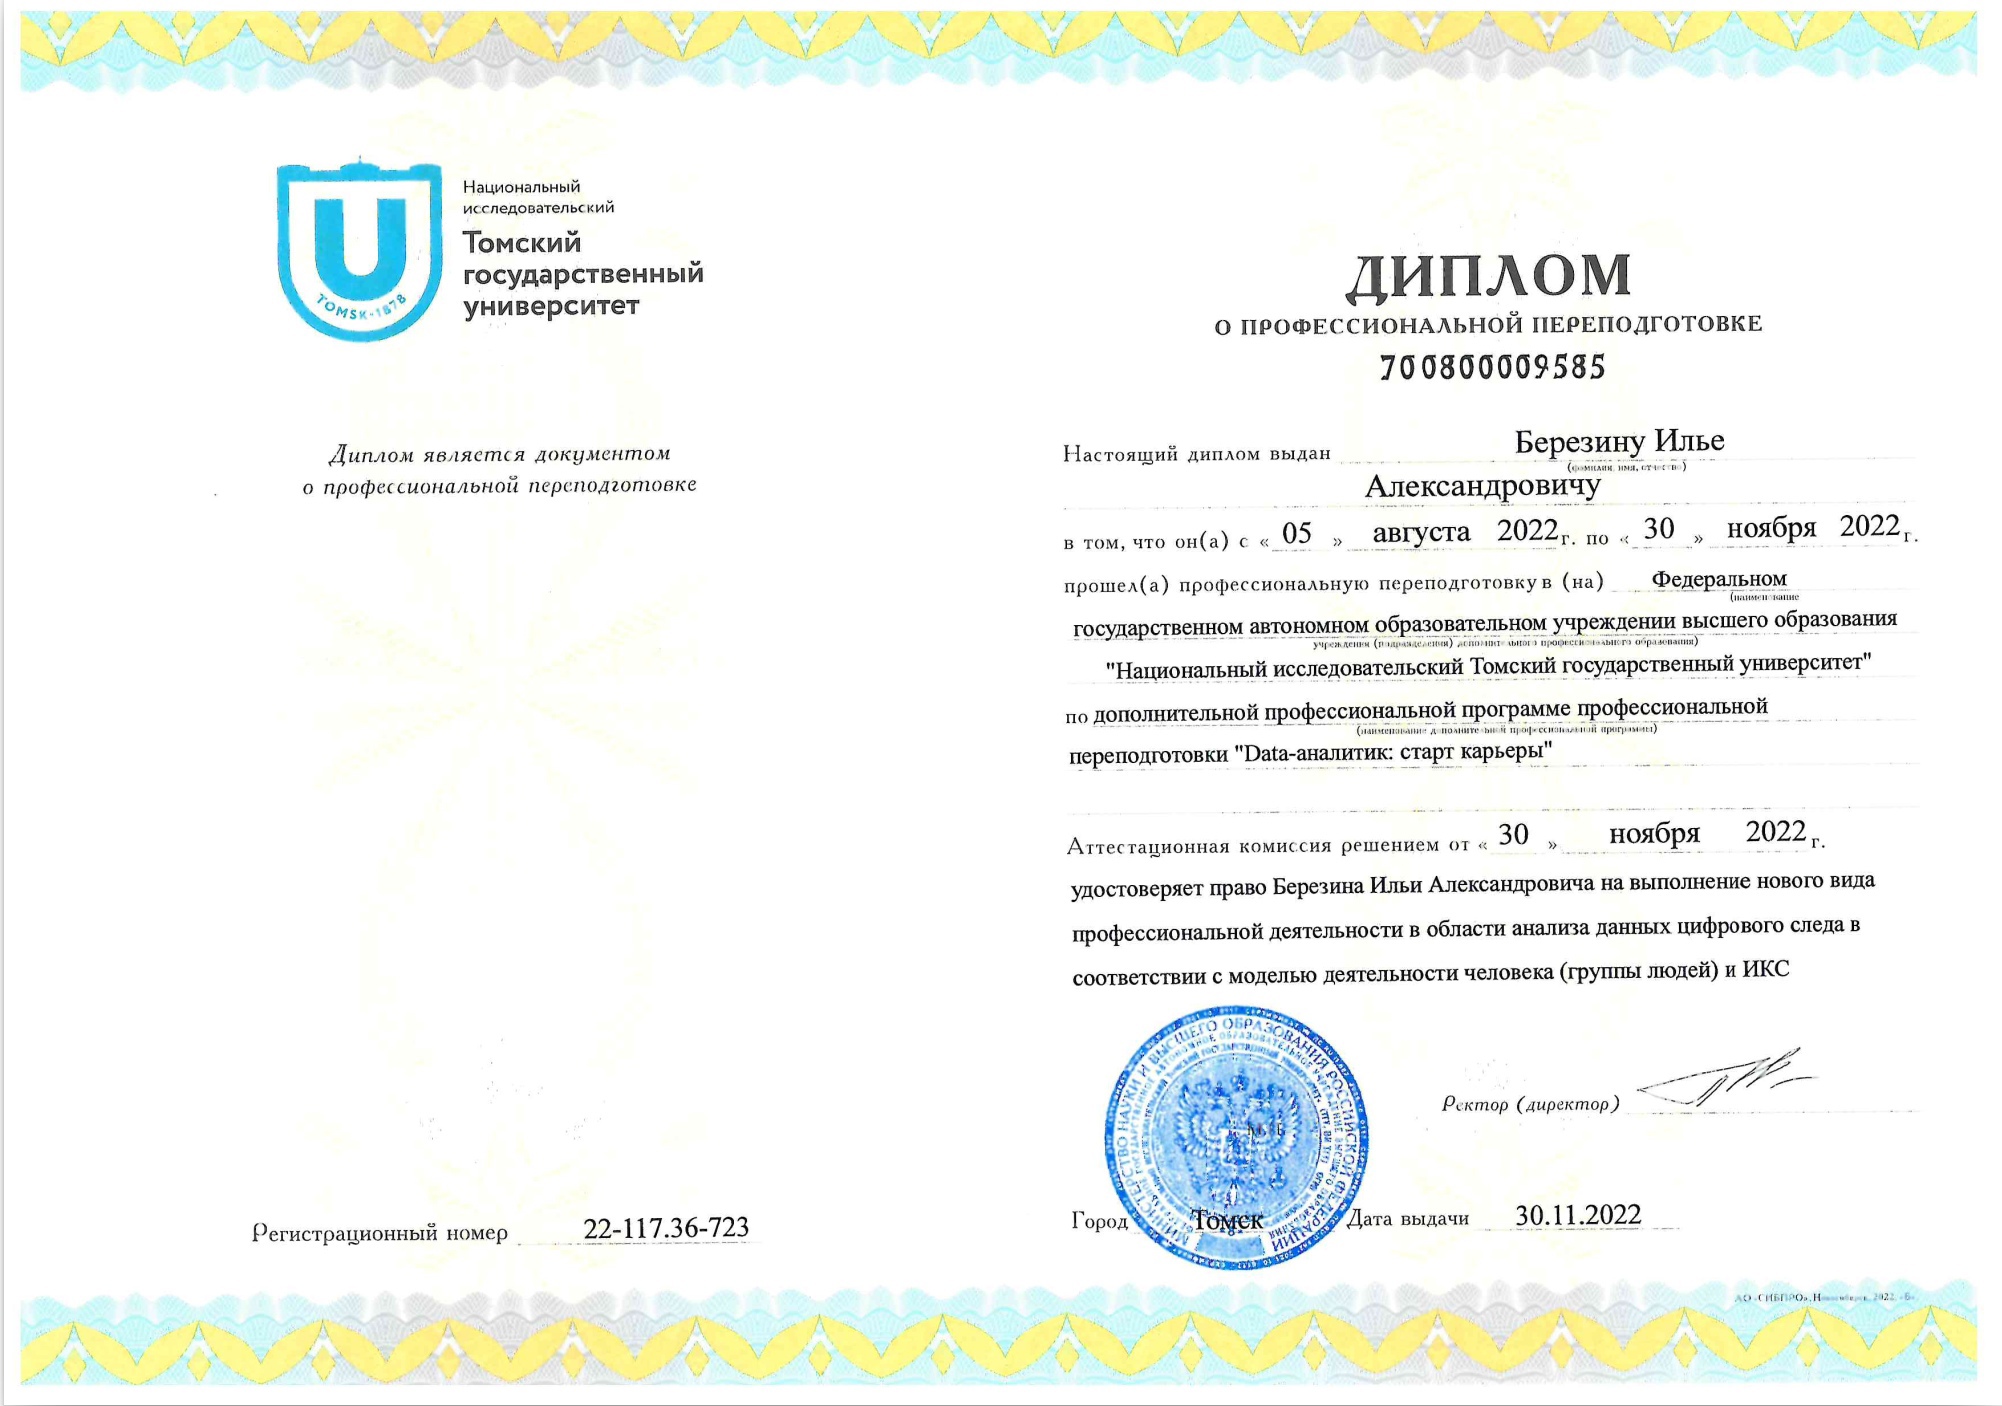 Национальный
исследовательский
Томский
государственный
университет
TOMSK-1878
Диплом является документом
о профессиональной переподготовке
Регистрационный номер 22-117.36-723
ДИПЛОМ
О ПРОФЕССИОНАЛЬНОЙ ПЕРЕПОДГОТОВКЕ
700800009585
Настоящий диплом выдан Березину Илье
(фамилия, имя, отчество)
Александровичу
в том, что он(а) с « 05 » августа 2022 г. по « 30 » ноября 2022 г.
прошел(а) профессиональную переподготовку в (на) Федеральном
(наименование
государственном автономном образовательном учреждении высшего образования
учреждения (подразделения) дополнительного профессионального образования)
"Национальный исследовательский Томский государственный университет"
по дополнительной профессиональной программе профессиональной
(наименование дополнительной профессиональной программы)
переподготовки "Data-аналитик: старт карьеры"
Аттестационная комиссия решением от « 30 » ноября 2022 г.
удостоверяет право Березина Ильи Александровича на выполнение нового вида
профессиональной деятельности в области анализа данных цифрового следа в
соответствии с моделью деятельности человека (группы людей) и ИКС
МИНИСТЕРСТВО НАУКИ И ВЫСШЕГО ОБРАЗОВАНИЯ РОССИЙСКОЙ ФЕДЕРАЦИИ
Ректор (директор)
Город Томск Дата выдачи 30.11.2022
АО «СИБПРО», Новосибирск, 2022, «Б»